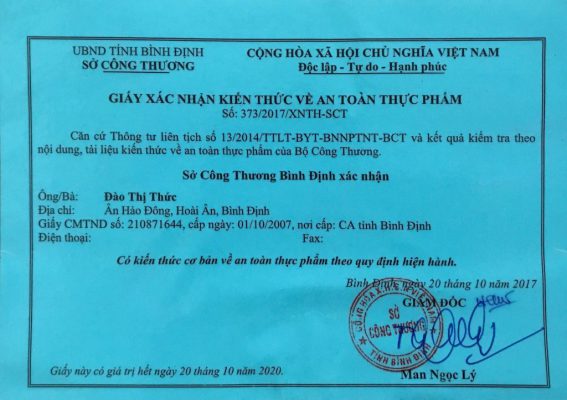 UBND TỈNH BÌNH ĐỊNH
SỞ CÔNG THƯƠNG
CỘNG HÒA XÃ HỘI CHỦ NGHĨA VIỆT NAM
Độc lập - Tự do - Hạnh phúc
GIẤY XÁC NHẬN KIẾN THỨC VỀ AN TOÀN THỰC PHẨM
Số: 373/2017/XNTH-SCT
Căn cứ Thông tư liên tịch số 13/2014/TTLT-BYT-BNNPTNT-BCT và kết quả kiểm tra theo
nội dung, tài liệu kiến thức về an toàn thực phẩm của Bộ Công Thương.
Sở Công Thương Bình Định xác nhận
Ông/Bà: Đào Thị Thức
Địa chỉ: Ân Hảo Đông, Hoài Ân, Bình Định
Giấy CMTND số: 210871644, cấp ngày: 01/10/2007, nơi cấp: CA tỉnh Bình Định
Điện thoại: Fax:
Có kiến thức cơ bản về an toàn thực phẩm theo quy định hiện hành.
Bình Định, ngày 20 tháng 10 năm 2017
GIÁM ĐỐC
CỘNG HÒA X.H.C.N VIỆT NAM
SỞ
CÔNG THƯƠNG
TỈNH BÌNH ĐỊNH
Man Ngọc Lý
Giấy này có giá trị hết ngày 20 tháng 10 năm 2020.